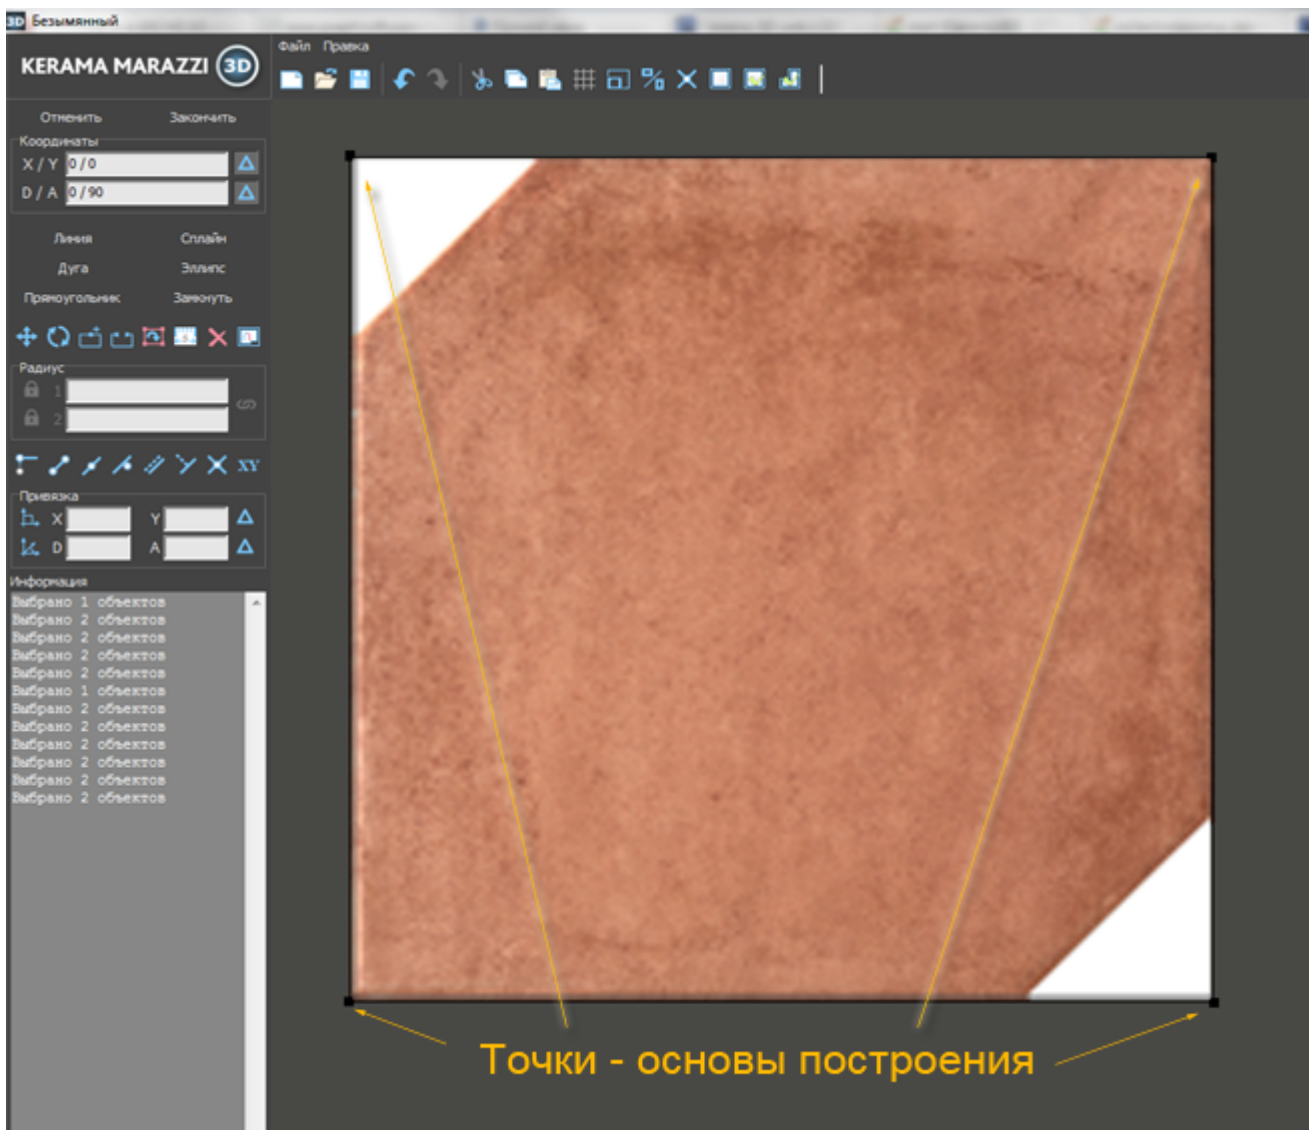 3D Безымянный
KERAMA MARAZZI 3D
Файл Правка
Отменить Закончить
Координаты
X / Y 0 / 0
D / A 0 / 90
Линия Сплайн
Дуга Эллипс
Прямоугольник Замкнуть
Радиус
1
2
XY
Привязка
X Y
D A
Информация
Выбрано 1 объектов
Выбрано 2 объектов
Выбрано 2 объектов
Выбрано 2 объектов
Выбрано 2 объектов
Выбрано 1 объектов
Выбрано 2 объектов
Выбрано 2 объектов
Выбрано 2 объектов
Выбрано 2 объектов
Выбрано 2 объектов
Выбрано 2 объектов
Точки - основы построения